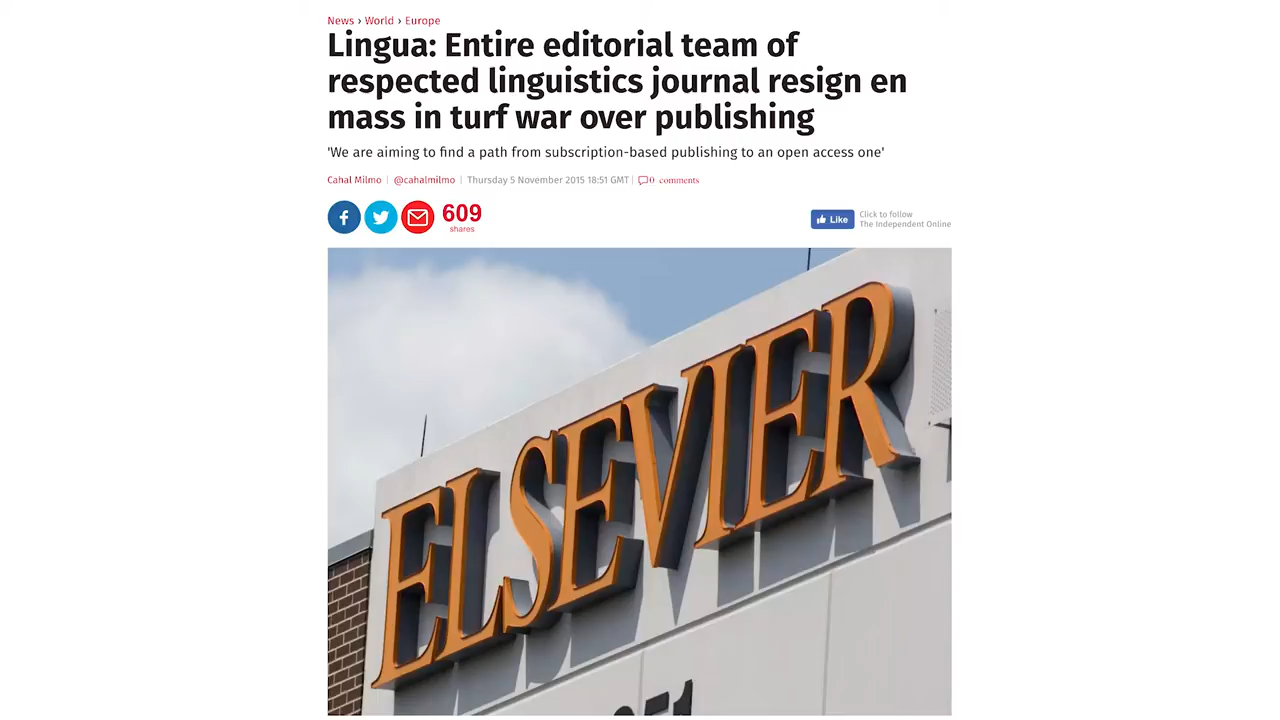 News › World › Europe
Lingua: Entire editorial team of
respected linguistics journal resign en
mass in turf war over publishing
'We are aiming to find a path from subscription-based publishing to an open access one'
Cahal Milmo | @cahalmilmo | Thursday 5 November 2015 18:51 GMT | 0 comments
609
shares
Like
Click to follow
The Independent Online
ELSEVIER